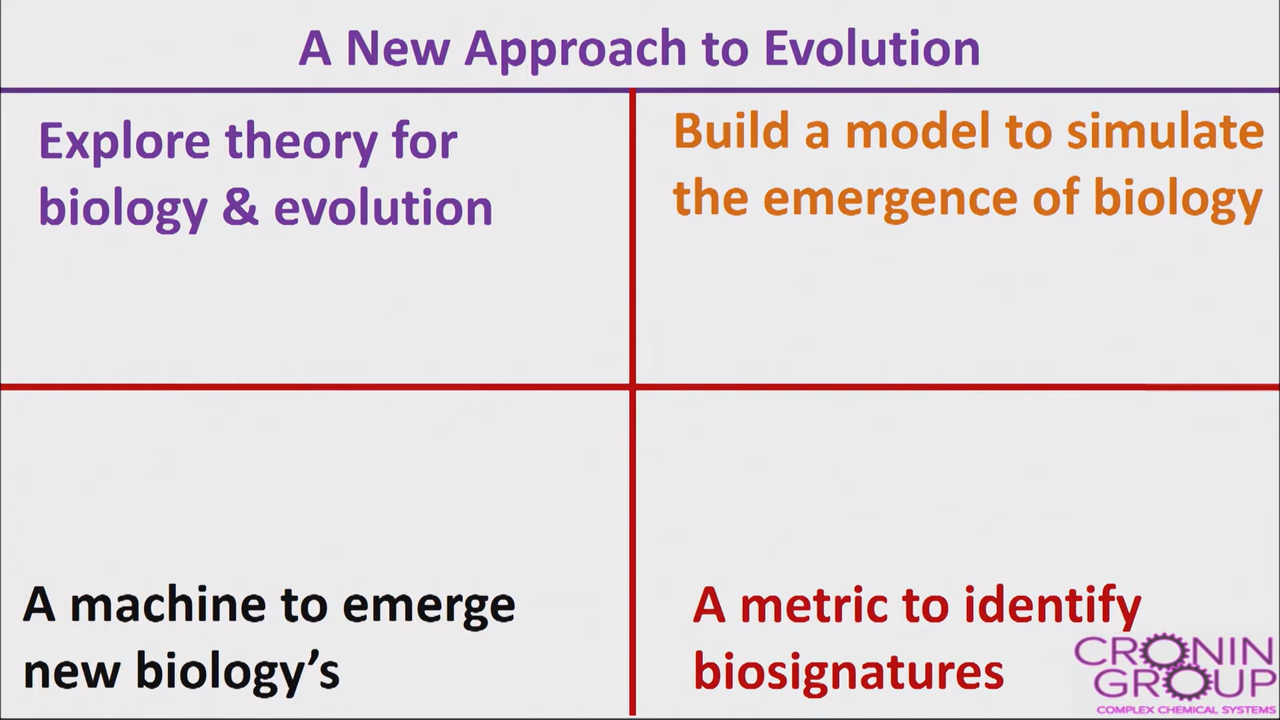 A New Approach to Evolution
Explore theory for
biology & evolution
Build a model to simulate
the emergence of biology
A machine to emerge
new biology’s
A metric to identify
biosignatures
CRONIN
GROUP
COMPLEX CHEMICAL SYSTEMS